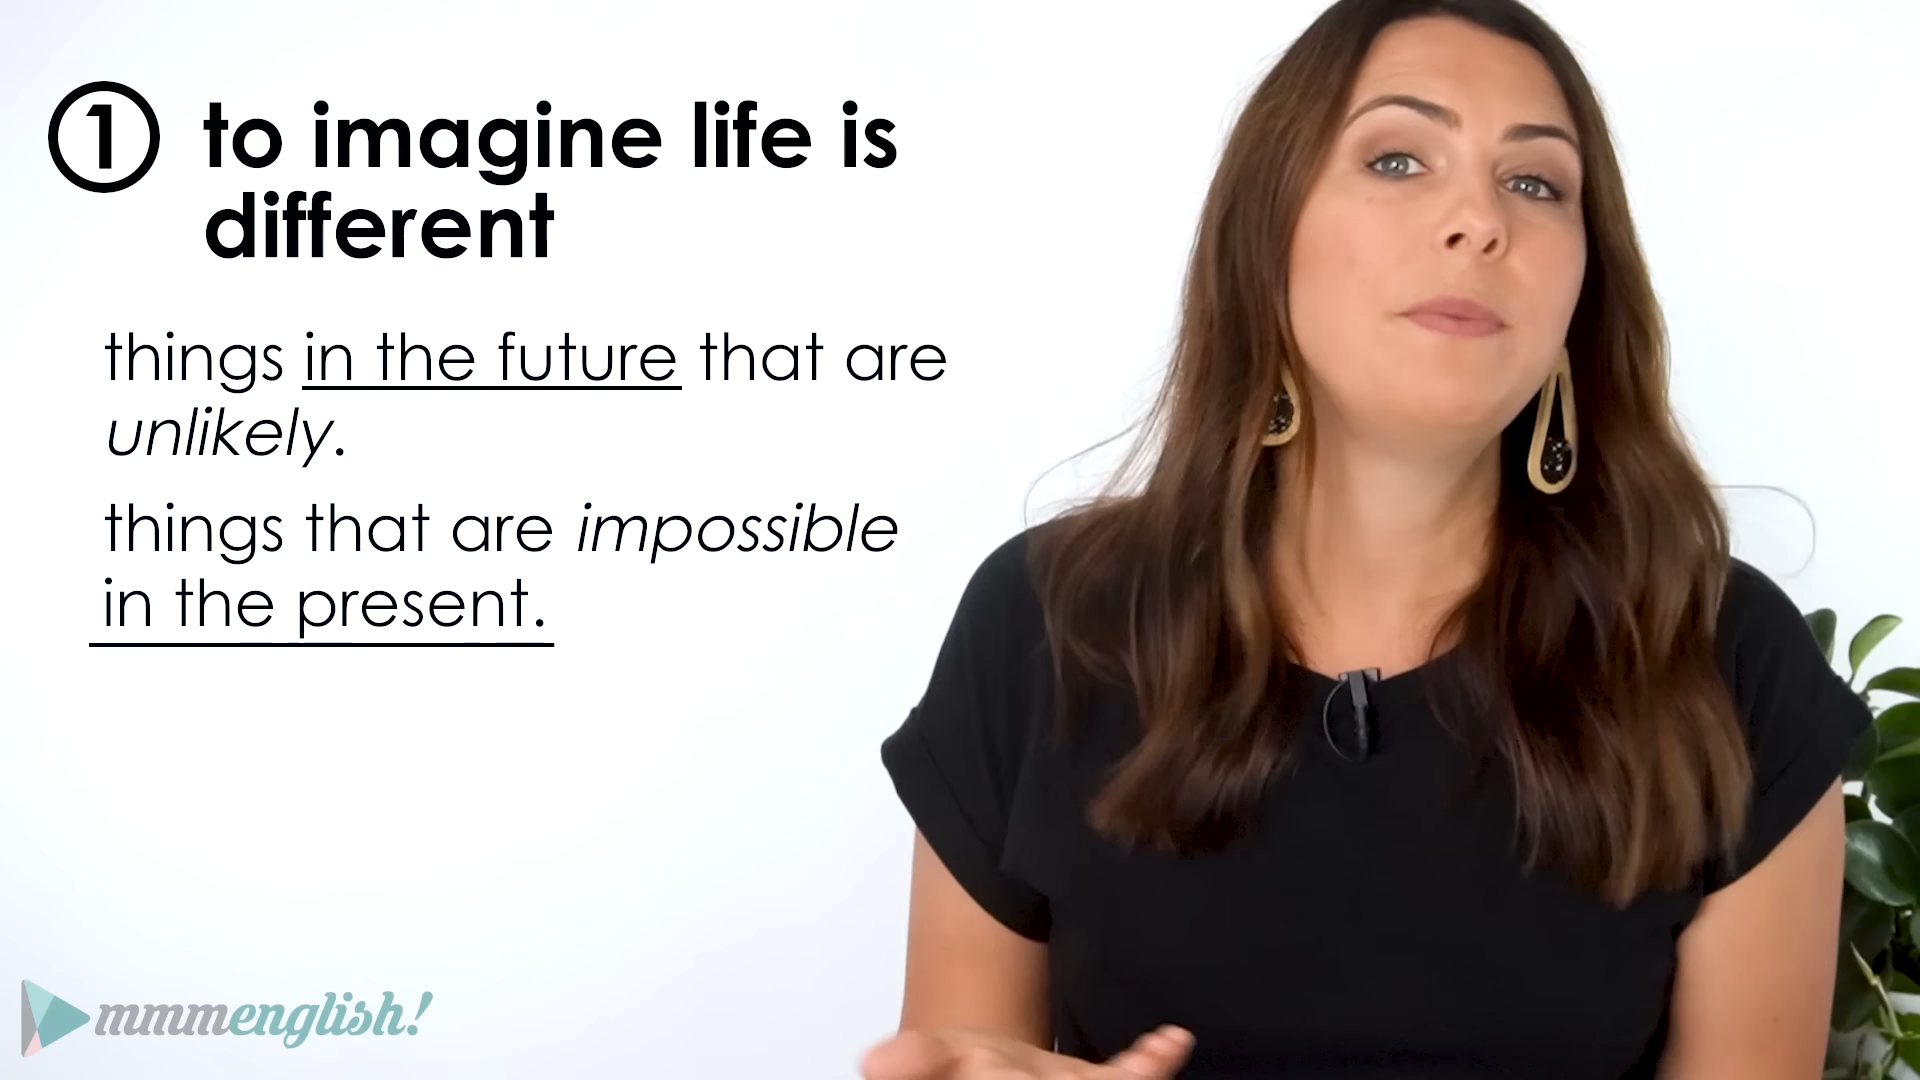 1 to imagine life is
different
things in the future that are
unlikely.
things that are impossible
in the present.
mmmenglish!